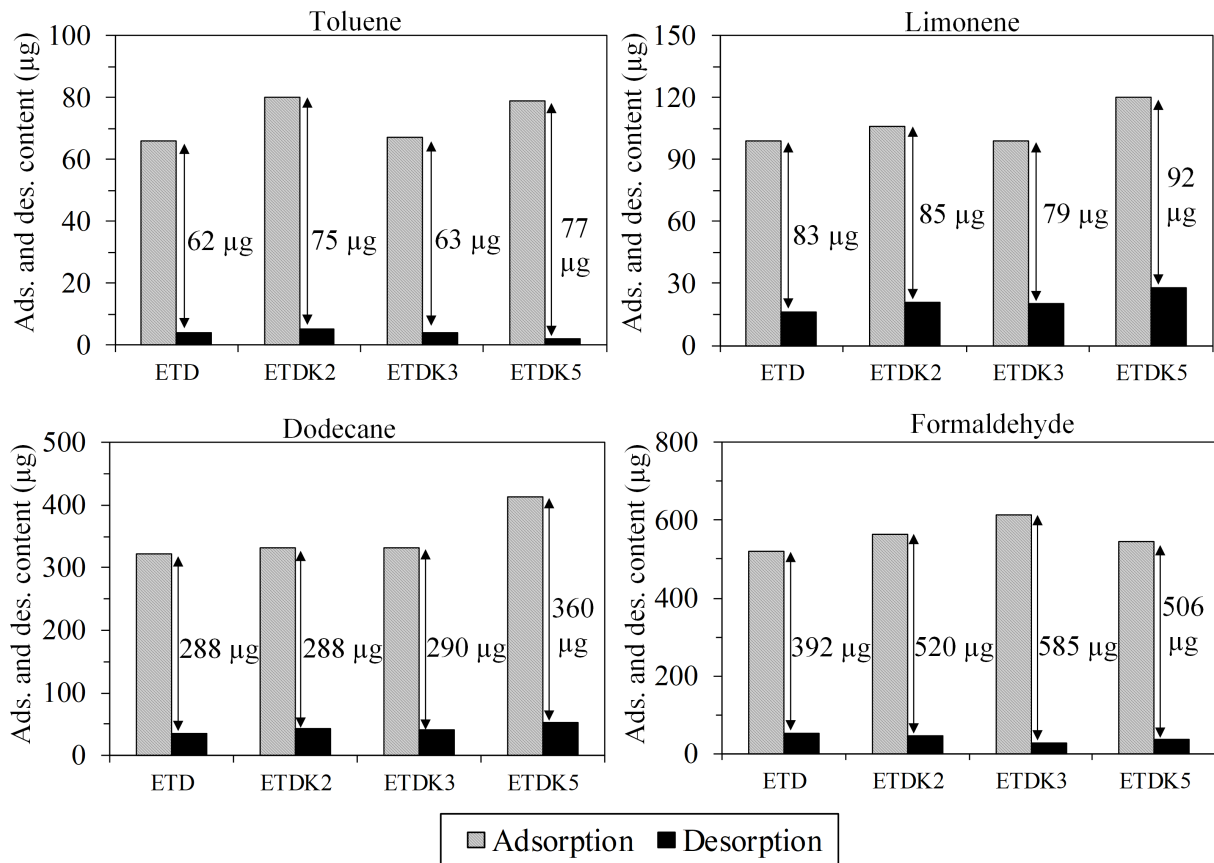 Toluene
Ads. and des. content (µg)
100
80
60
40
20
0
62 µg
75 µg
63 µg
77
µg
ETD
ETDK2
ETDK3
ETDK5
Limonene
Ads. and des. content (µg)
150
120
90
60
30
0
83 µg
85 µg
79 µg
92
µg
ETD
ETDK2
ETDK3
ETDK5
Dodecane
Ads. and des. content (µg)
500
400
300
200
100
0
288 µg
288 µg
290 µg
360
µg
ETD
ETDK2
ETDK3
ETDK5
Formaldehyde
Ads. and des. content (µg)
800
600
400
200
0
392 µg
520 µg
585 µg
506
µg
ETD
ETDK2
ETDK3
ETDK5
Adsorption
Desorption